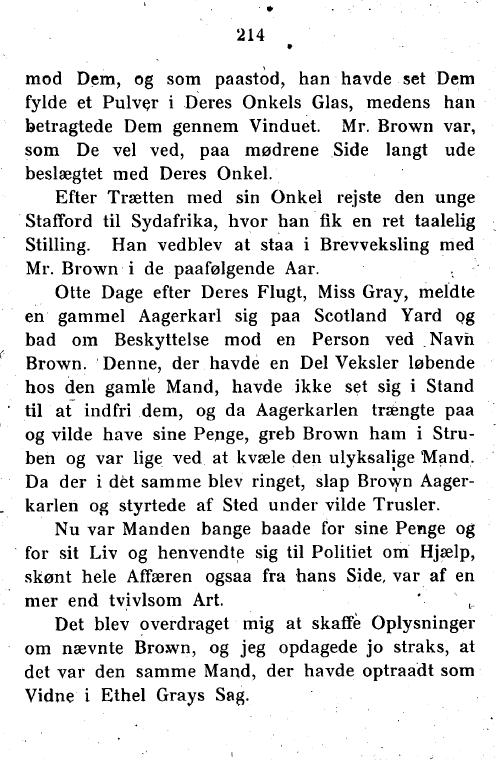 214
mod Dem, og som paastod, han havde set Dem
fylde et Pulver i Deres Onkels Glas, medens han
betragtede Dem gennem Vinduet. Mr. Brown var,
som De vel ved, paa mødrene Side langt ude
beslægtet med Deres Onkel.
Efter Trætten med sin Onkel rejste den unge
Stafford til Sydafrika, hvor han fik en ret taalelig
Stilling. Han vedblev at staa i Brevveksling med
Mr. Brown i de paafølgende Aar.
Otte Dage efter Deres Flugt, Miss Gray, meldte
en gammel Aagerkarl sig paa Scotland Yard og
bad om Beskyttelse mod en Person ved Navn
Brown. Denne, der havde en Del Veksler løbende
hos den gamle Mand, havde ikke set sig i Stand
til at indfri dem, og da Aagerkarlen trængte paa
og vilde have sine Penge, greb Brown ham i Stru-
ben og var lige ved at kvæle den ulyksalige Mand.
Da der i det samme blev ringet, slap Brown Aager-
karlen og styrtede af Sted under vilde Trusler.
Nu var Manden bange baade for sine Penge og
for sit Liv og henvendte sig til Politiet om Hjælp,
skønt hele Affæren ogsaa fra hans Side, var af en
mer end tvivlsom Art.
Det blev overdraget mig at skaffe Oplysninger
om nævnte Brown, og jeg opdagede jo straks, at
det var den samme Mand, der havde optraadt som
Vidne i Ethel Grays Sag.